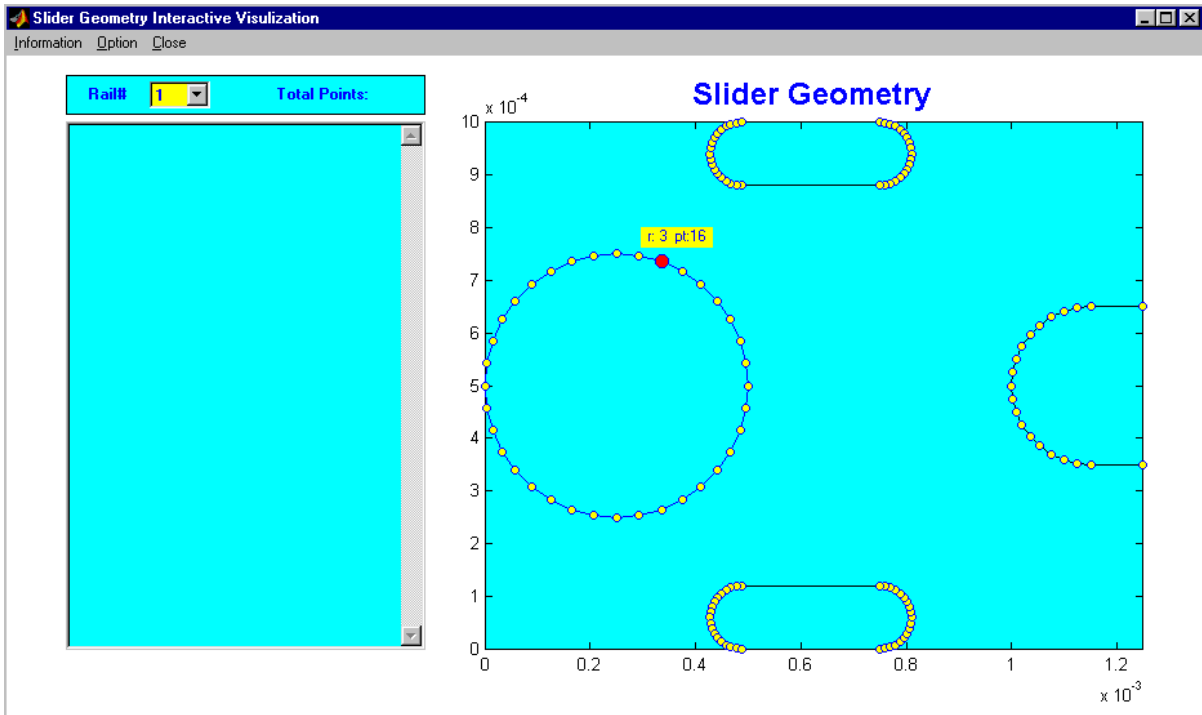 Slider Geometry Interactive Visulization
Information Option Close
Rail# 1 Total Points:
Slider Geometry
x 10^-4
10
9
8
7
6
5
4
3
2
1
0
r: 3 pt:16
0 0.2 0.4 0.6 0.8 1 1.2
x 10^-3